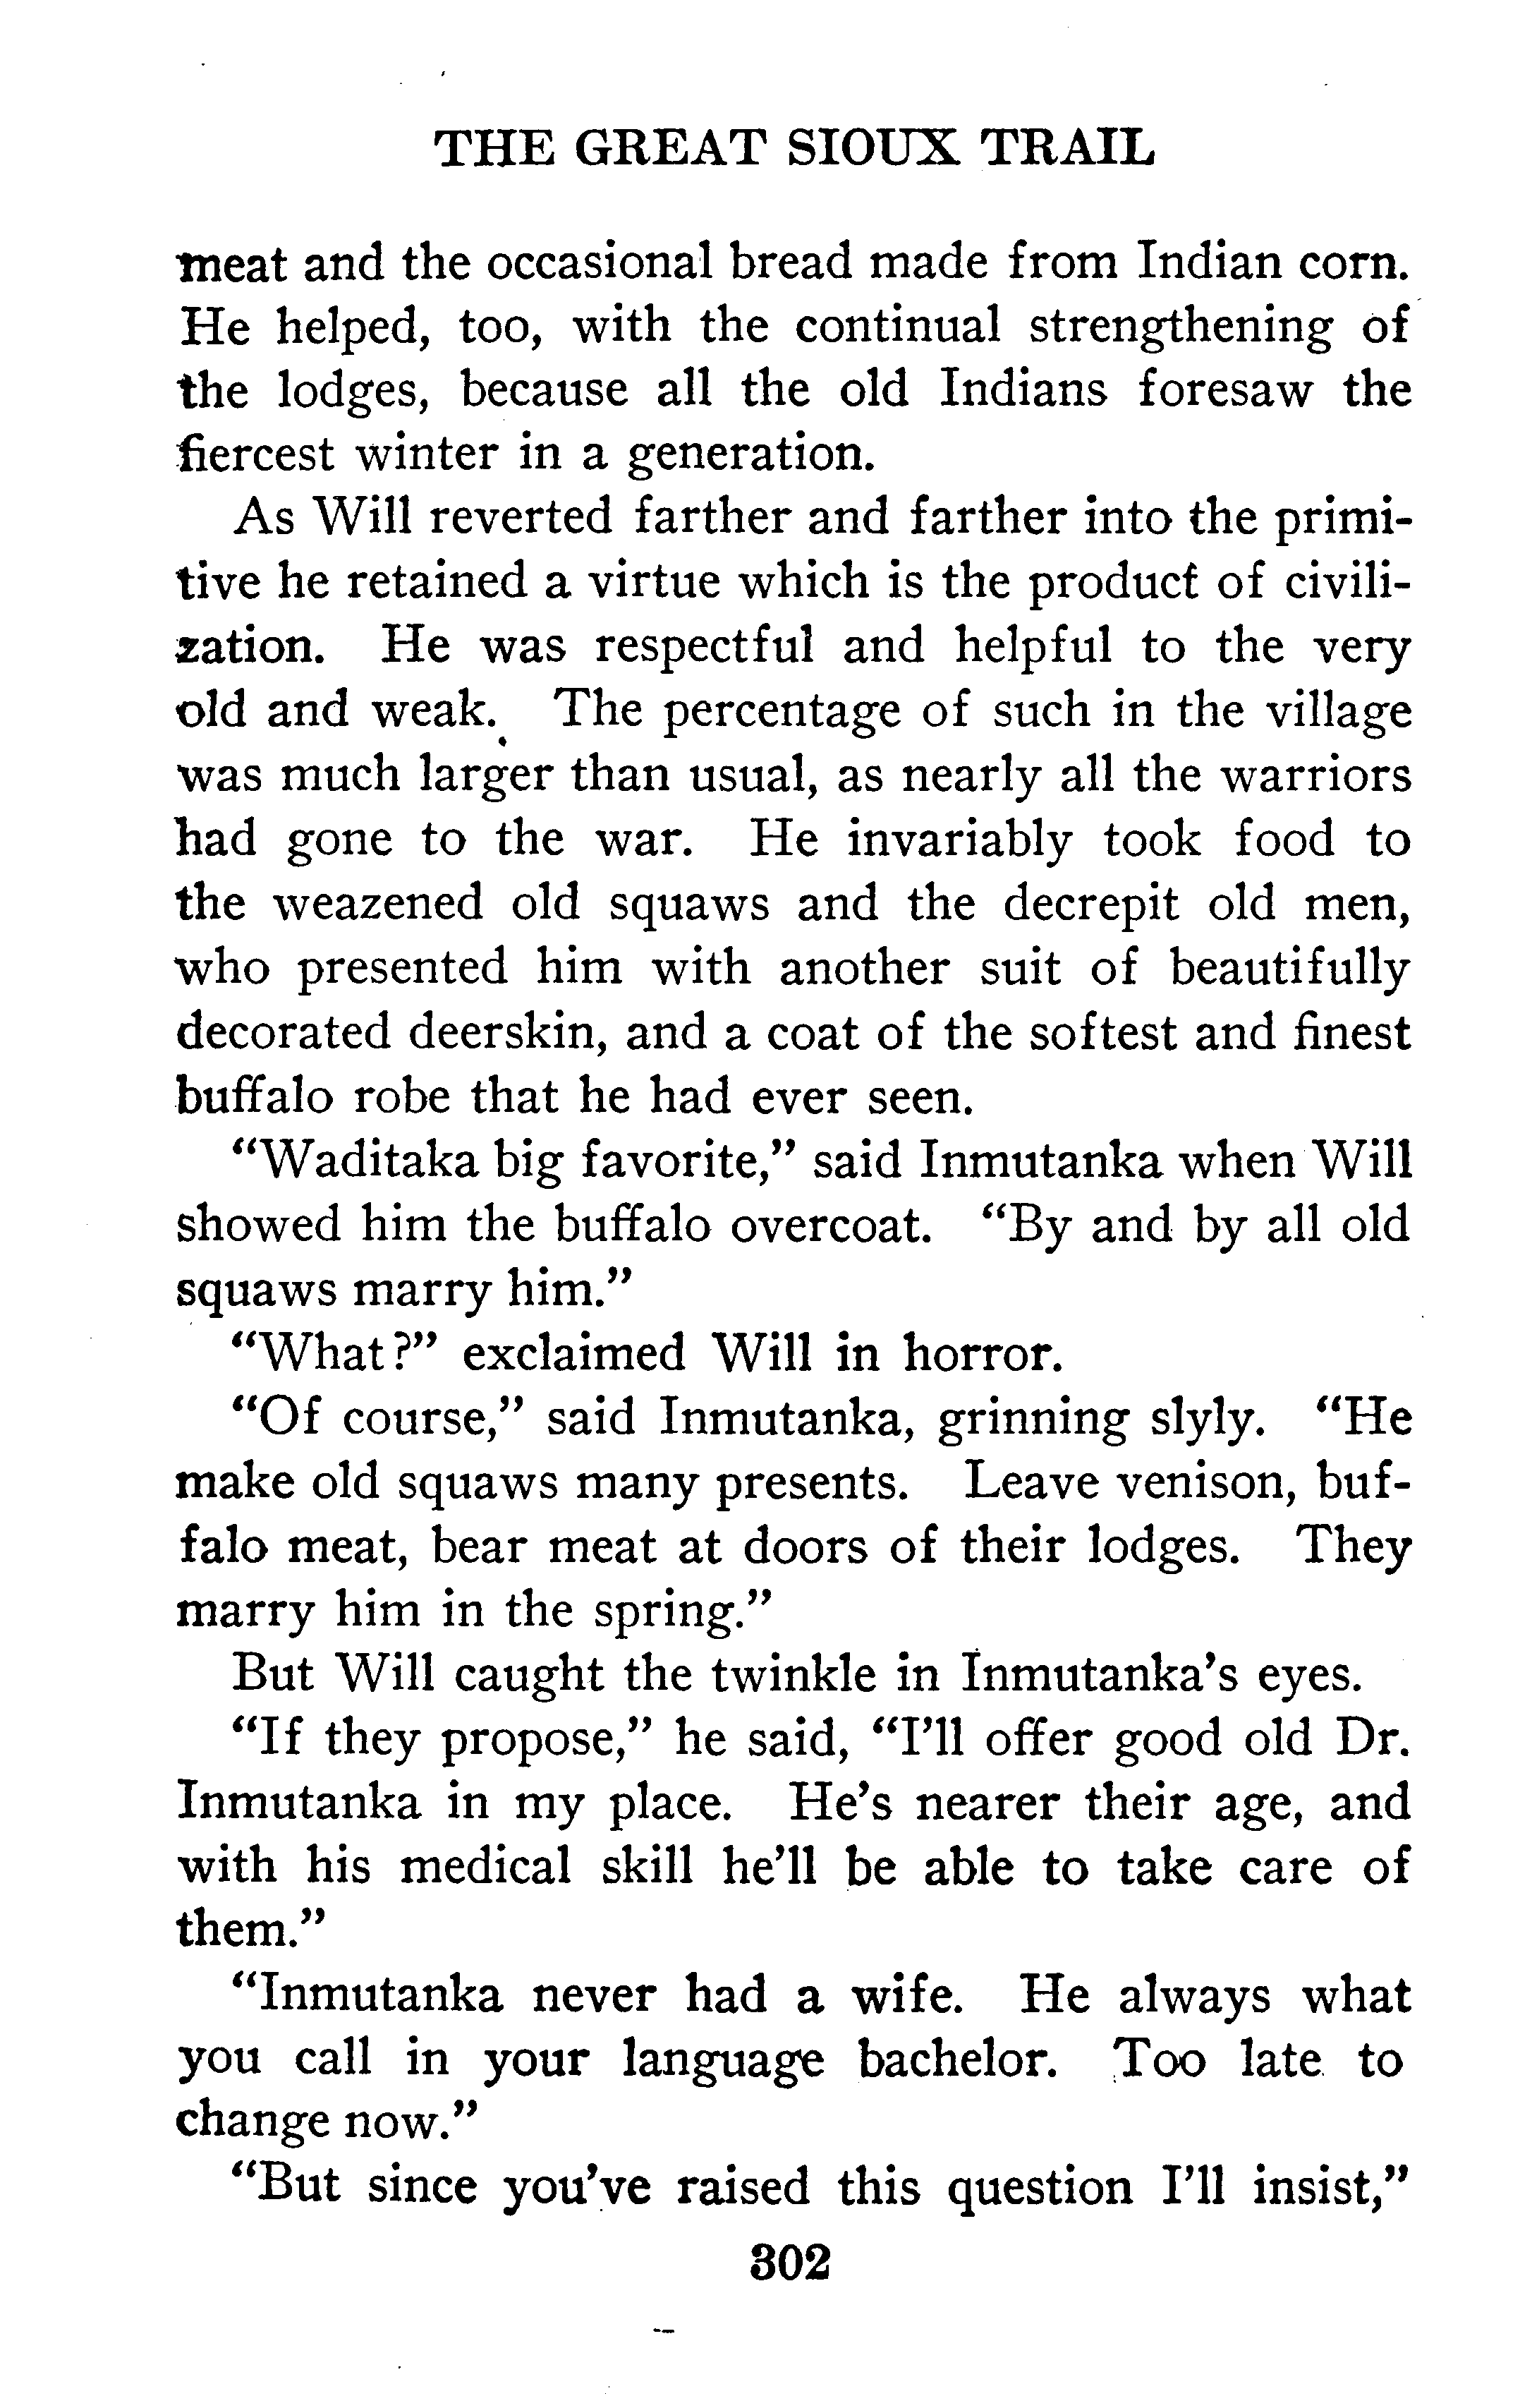 THE GREAT SIOUX TRAIL
meat and the occasional bread made from Indian corn.
He helped, too, with the continual strengthening of
the lodges, because all the old Indians foresaw the
fiercest winter in a generation.
As Will reverted farther and farther into the primi-
tive he retained a virtue which is the product of civili-
zation. He was respectful and helpful to the very
old and weak. The percentage of such in the village
was much larger than usual, as nearly all the warriors
had gone to the war. He invariably took food to
the weazened old squaws and the decrepit old men,
who presented him with another suit of beautifully
decorated deerskin, and a coat of the softest and finest
buffalo robe that he had ever seen.
"Waditaka big favorite," said Inmutanka when Will
showed him the buffalo overcoat. "By and by all old
squaws marry him."
"What?" exclaimed Will in horror.
"Of course," said Inmutanka, grinning slyly. "He
make old squaws many presents. Leave venison, buf-
falo meat, bear meat at doors of their lodges. They
marry him in the spring."
But Will caught the twinkle in Inmutanka's eyes.
"If they propose," he said, "I'll offer good old Dr.
Inmutanka in my place. He's nearer their age, and
with his medical skill he'll be able to take care of
them."
"Inmutanka never had a wife. He always what
you call in your language bachelor. Too late to
change now."
"But since you've raised this question I'll insist,"
302